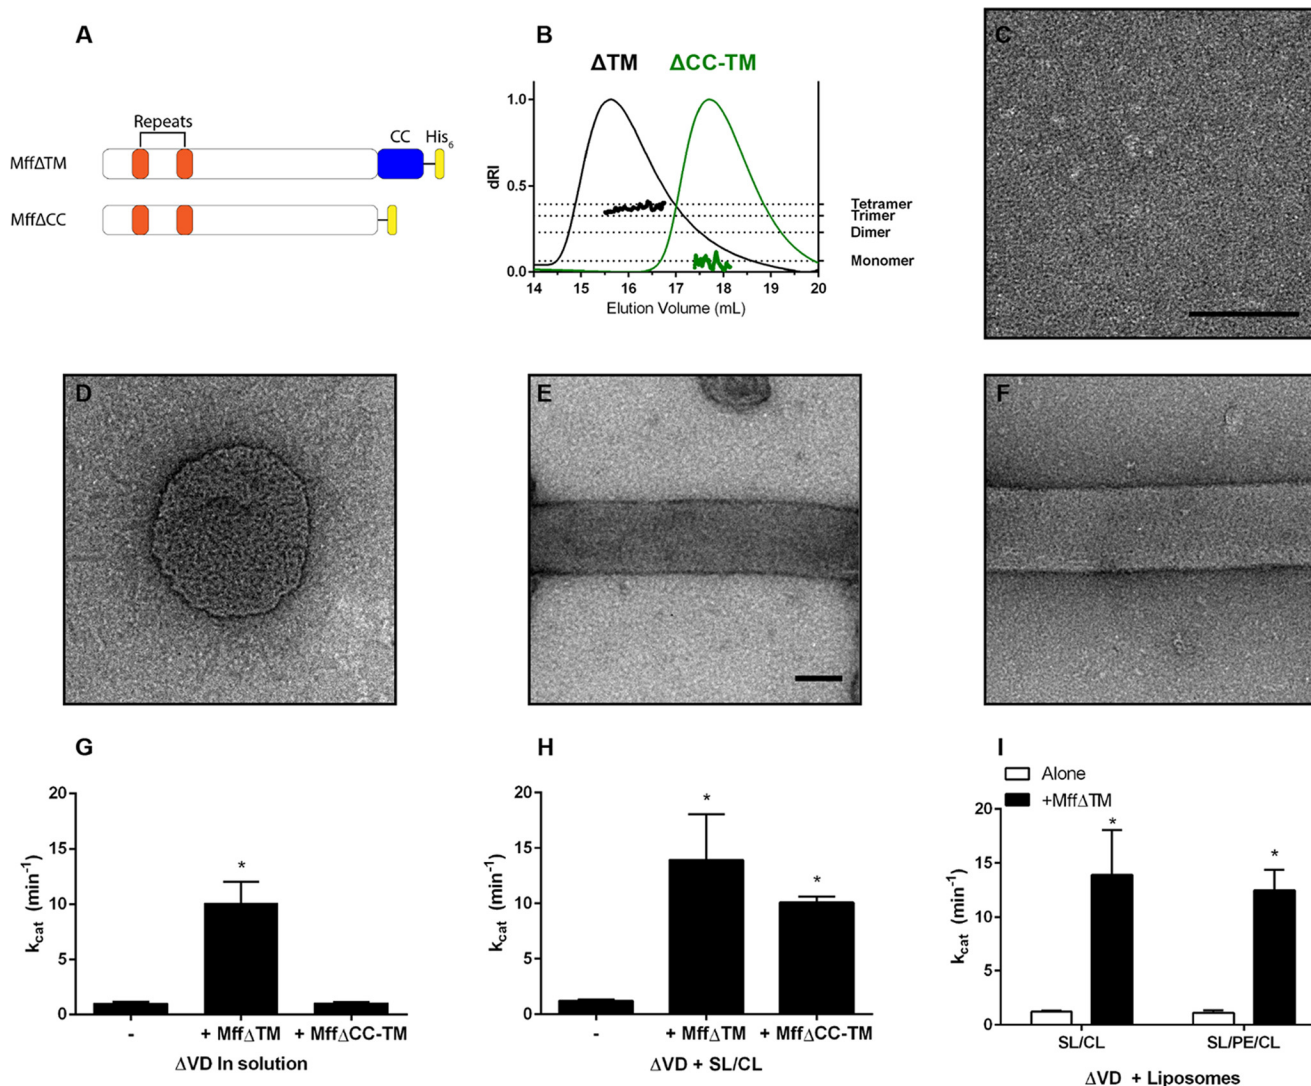 A
Repeats
CC
His6
MffΔTM
MffΔCC
B
ΔTM
ΔCC-TM
1.0
0.5
0.0
dRI
Tetramer
Trimer
Dimer
Monomer
14 15 16 17 18 19 20
Elution Volume (mL)
C
D
E
F
G
20
15
10
5
0
kcat (min-1)
*
- + MffΔTM + MffΔCC-TM
ΔVD In solution
H
20
15
10
5
0
kcat (min-1)
*
*
- + MffΔTM + MffΔCC-TM
ΔVD + SL/CL
I
Alone
+MffΔTM
20
15
10
5
0
kcat (min-1)
*
*
SL/CL SL/PE/CL
ΔVD + Liposomes